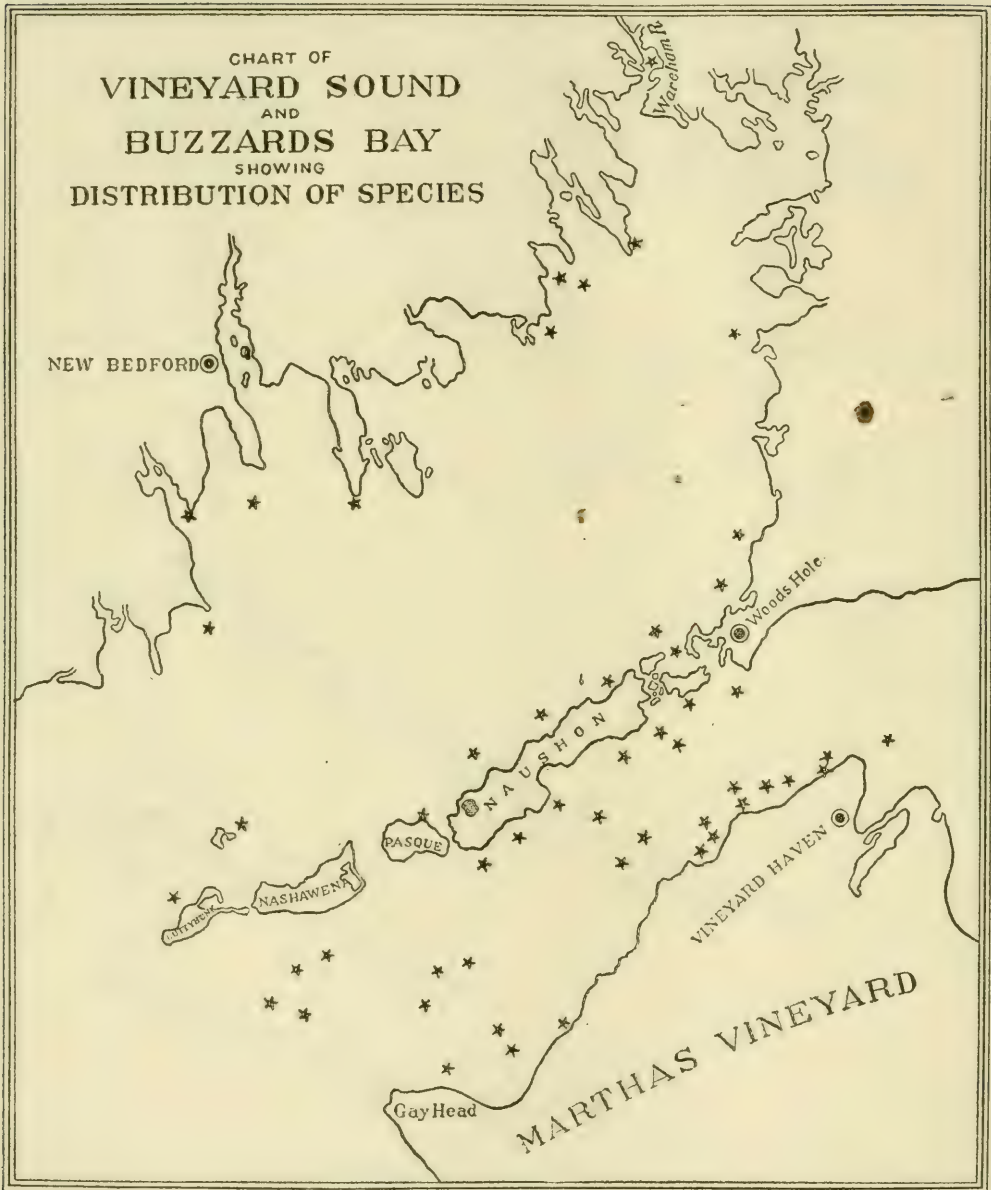 CHART OF
VINEYARD SOUND
AND
BUZZARDS BAY
SHOWING
DISTRIBUTION OF SPECIES
Wareham R.
NEW BEDFORD
Woods Hole.
NAUSHON
PASQUE
NASHAWENA
CUTTYHUNK
VINEYARD HAVEN
MARTHAS VINEYARD
Gay Head